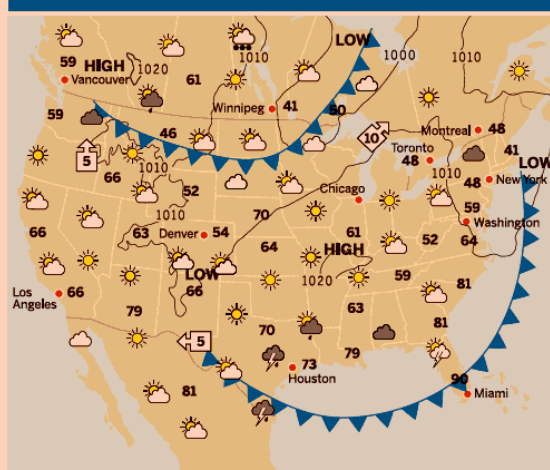 LOW
1010
1000
1010
59
HIGH
1020
Vancouver
61
59
Winnipeg
41
50
46
10
Montreal
48
Toronto
48
41
LOW
5
1010
66
52
1010
48
New York
Chicago
59
Washington
66
1010
63
Denver
54
70
64
61
HIGH
52
64
1020
LOW
66
59
81
Los
Angeles
66
79
63
81
5
70
79
73
Houston
81
90
Miami